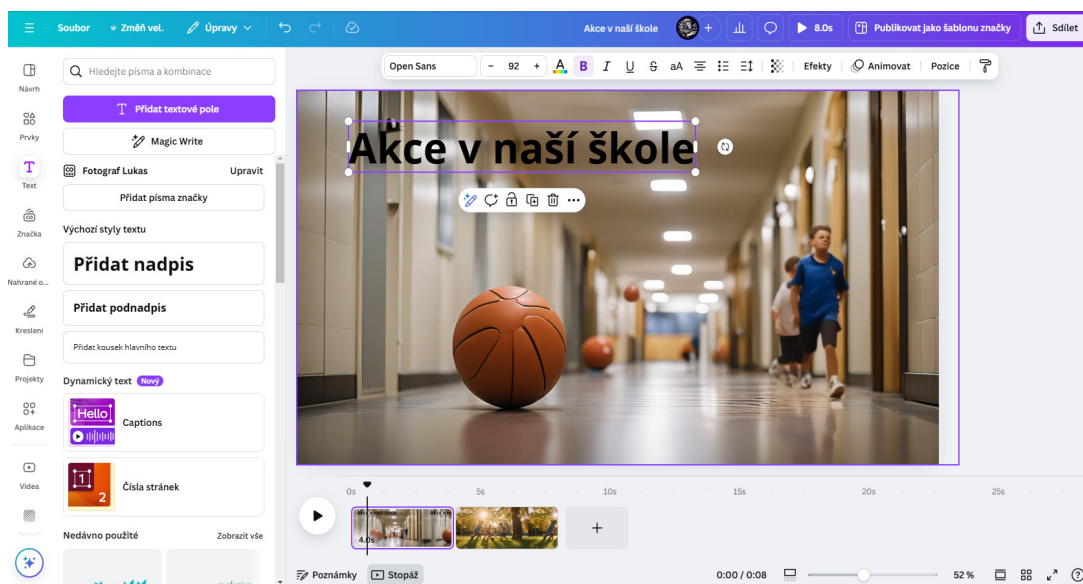 Soubor
Změň vel.
Úpravy
Akce v naší škole
8.0s
Publikovat jako šablonu značky
Sdílet
Návrh
Prvky
Text
Značka
Nahrané o...
Kreslení
Projekty
Aplikace
Videa
Hledejte písma a kombinace
T Přidat textové pole
Magic Write
Fotograf Lukas
Upravit
Přidat písma značky
Výchozí styly textu
Přidat nadpis
Přidat podnadpis
Přidat kousek hlavního textu
Dynamický text Nový
Hello
Captions
1
2
Čísla stránek
Nedávno použité
Zobrazit vše
Open Sans
- 92 +
A B I U S aA
Efekty
Animovat
Pozice
Akce v naší škole
0s 5s 10s 15s 20s 25s
4.0s
+
Poznámky
Stopáž
0:00 / 0:08
52 %